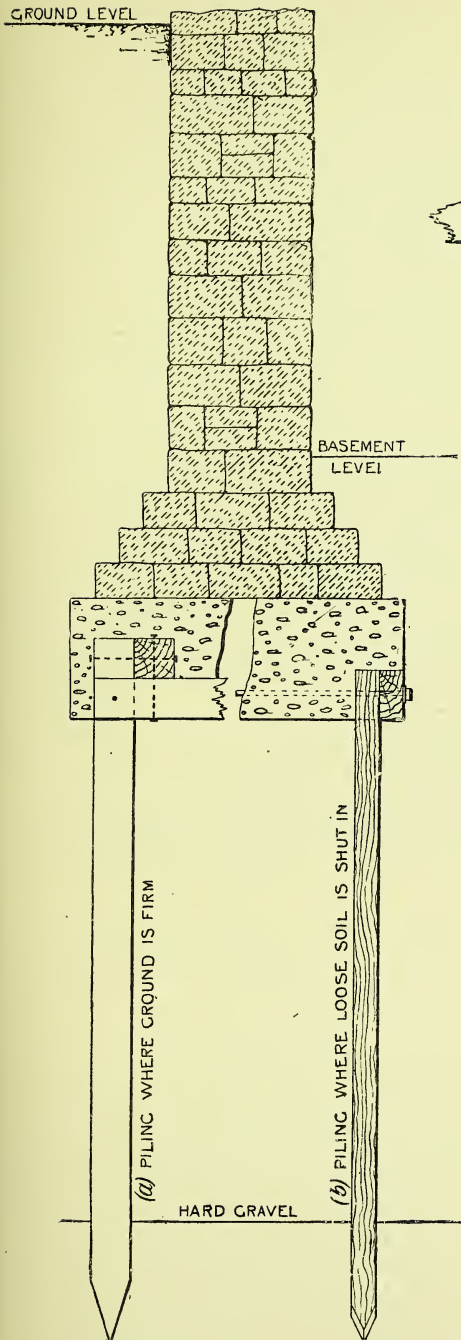 GROUND LEVEL
BASEMENT
LEVEL
(a) PILING WHERE GROUND IS FIRM
(b) PILING WHERE LOOSE SOIL IS SHUT IN
HARD GRAVEL